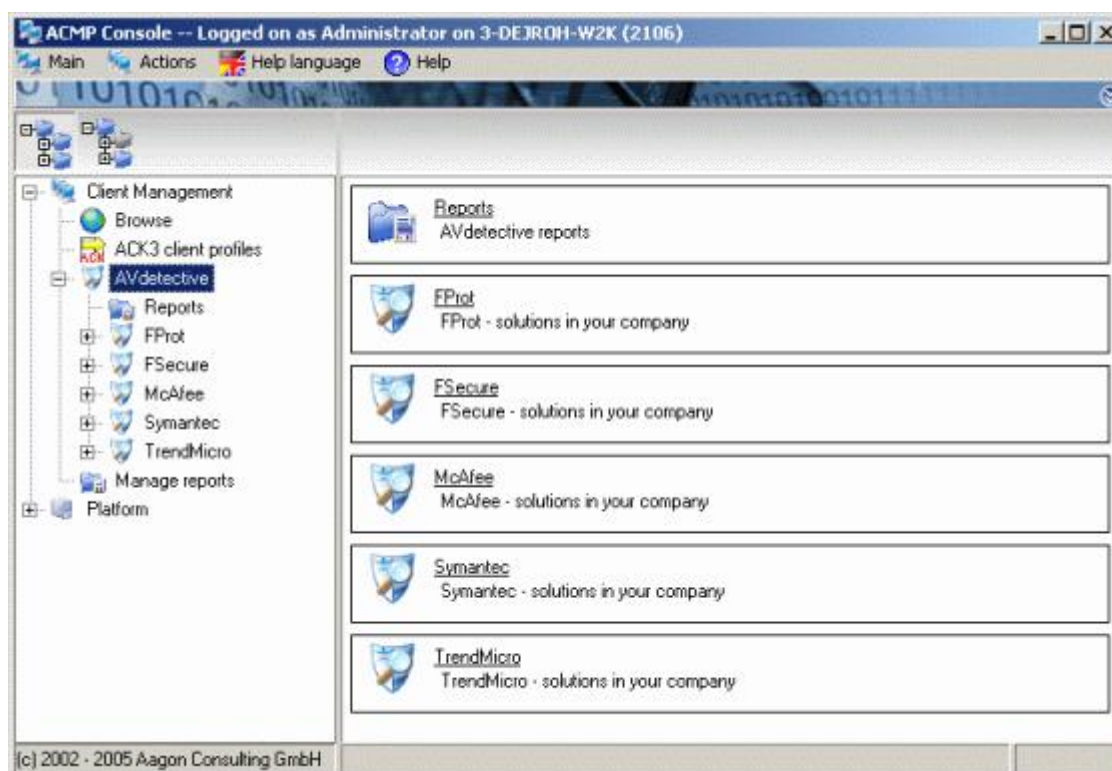 ACMP Console -- Logged on as Administrator on 3-DEJROH-W2K (2106)
Main Actions Help language Help
Client Management
Browse
ACK3 client profiles
AVdetective
Reports
FProt
FSecure
McAfee
Symantec
TrendMicro
Manage reports
Platform
Reports
AVdetective reports
FProt
FProt - solutions in your company
FSecure
FSecure - solutions in your company
McAfee
McAfee - solutions in your company
Symantec
Symantec - solutions in your company
TrendMicro
TrendMicro - solutions in your company
(c) 2002 - 2005 Aagon Consulting GmbH